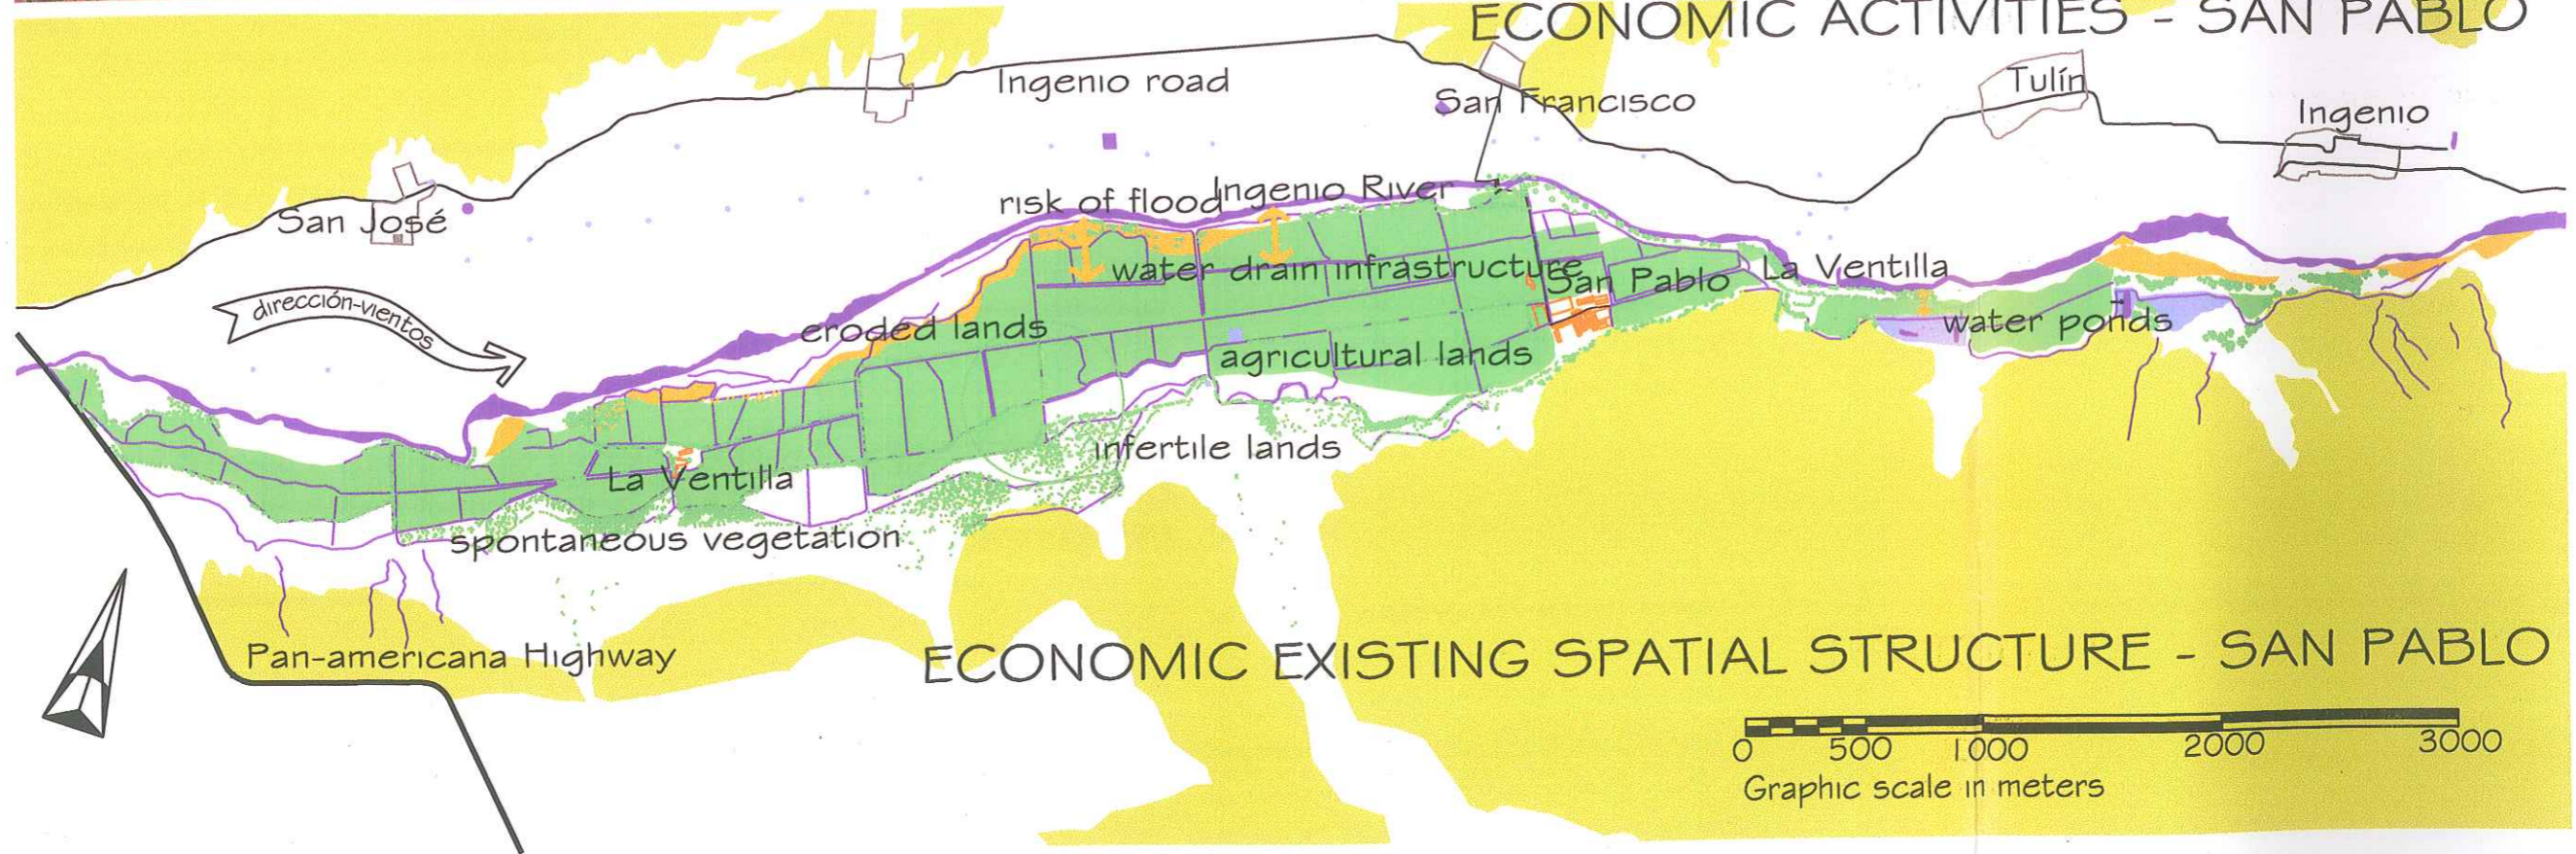 ECONOMIC ACTIVITIES - SAN PABLO
Ingenio road
San Francisco
Tulín
Ingenio
San José
risk of flood
Ingenio River
dirección-vientos
water drain infrastructure
San Pablo
La Ventilla
eroded lands
agricultural lands
water ponds
infertile lands
La Ventilla
spontaneous vegetation
Pan-americana Highway
ECONOMIC EXISTING SPATIAL STRUCTURE - SAN PABLO
0 500 1000 2000 3000
Graphic scale in meters